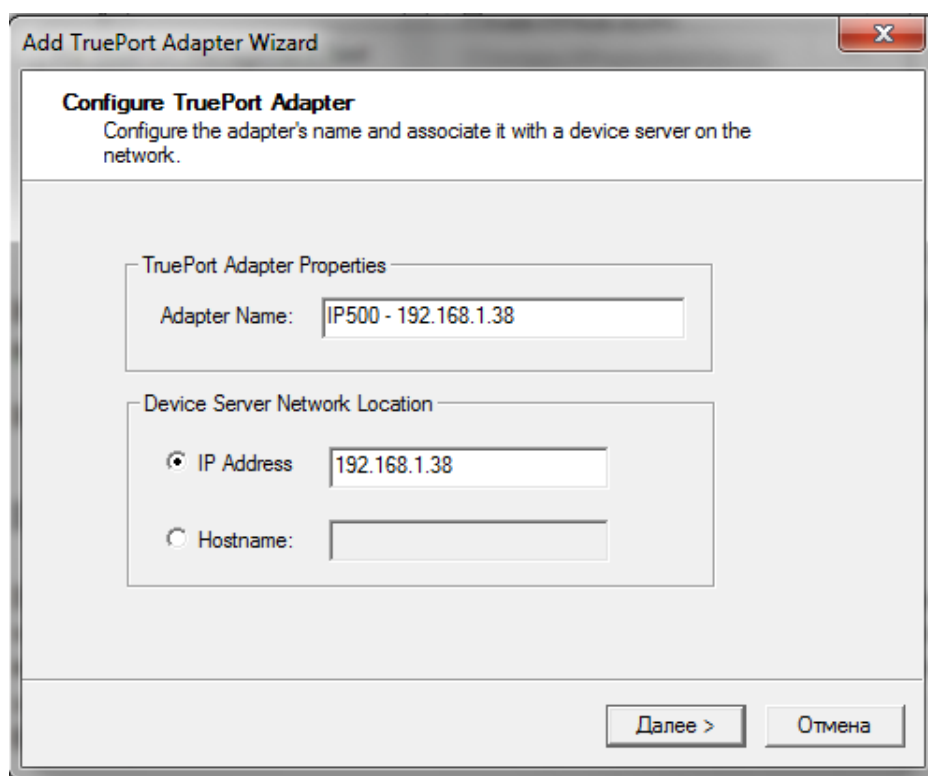 Add TruePort Adapter Wizard
Configure TruePort Adapter
Configure the adapter's name and associate it with a device server on the
network.
TruePort Adapter Properties
Adapter Name: IP500 - 192.168.1.38
Device Server Network Location
IP Address 192.168.1.38
Hostname:
Далее > Отмена